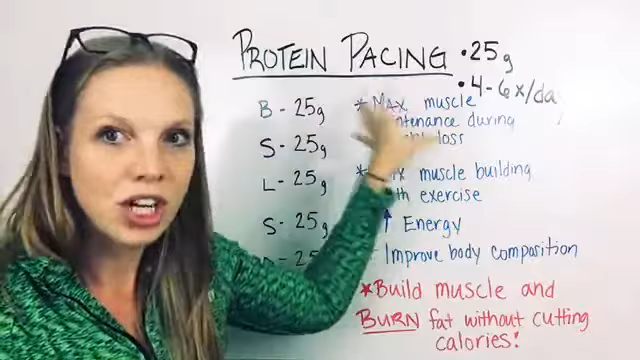 PROTEIN PACING
• 25g
• 4-6x/day
B - 25g
S - 25g
L - 25g
S - 25g
* MAX muscle
during
loss
muscle building
exercise
↑ Energy
Improve body composition
*Build muscle and
BURN fat without cutting
calories!